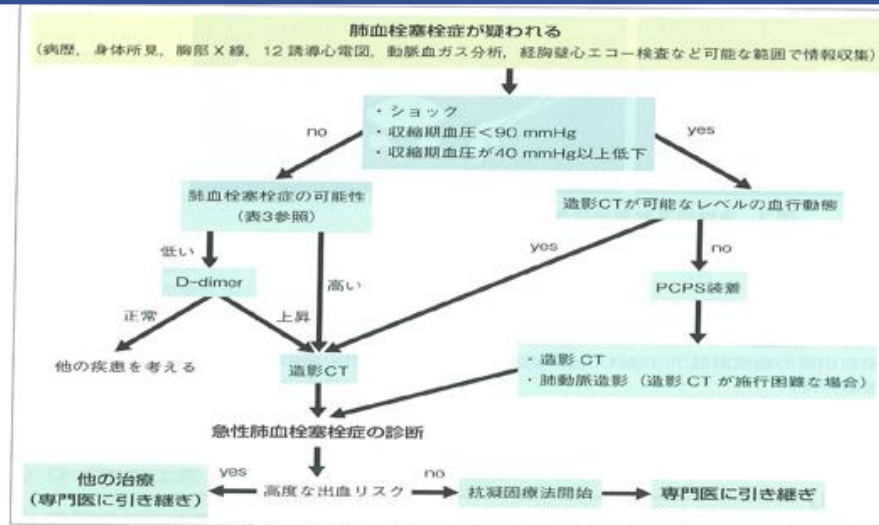 肺血栓塞栓症が疑われる
(病歴, 身体所見, 胸部X線, 12誘導心電図, 動脈血ガス分析, 経胸壁心エコー検査など可能な範囲で情報収集)
・ショック
・収縮期血圧<90 mmHg
・収縮期血圧が40 mmHg以上低下
no
yes
肺血栓塞栓症の可能性
(表3参照)
造影CTが可能なレベルの血行動態
低い
高い
yes
no
D-dimer
PCPS装着
正常
上昇
他の疾患を考える
造影CT
・造影 CT
・肺動脈造影(造影 CT が施行困難な場合)
急性肺血栓塞栓症の診断
他の治療
(専門医に引き継ぎ)
yes
高度な出血リスク
no
抗凝固療法開始
専門医に引き継ぎ